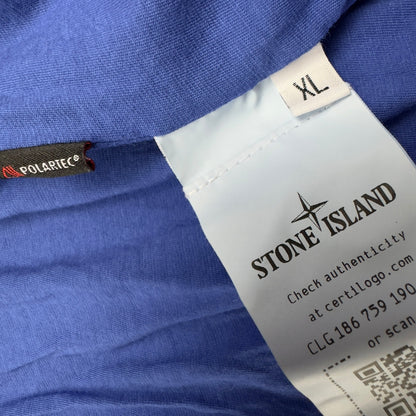 XL
POLARTEC®
STONE ISLAND
Check authenticity
at certilogo.com
CLG 186 759 190
or scan